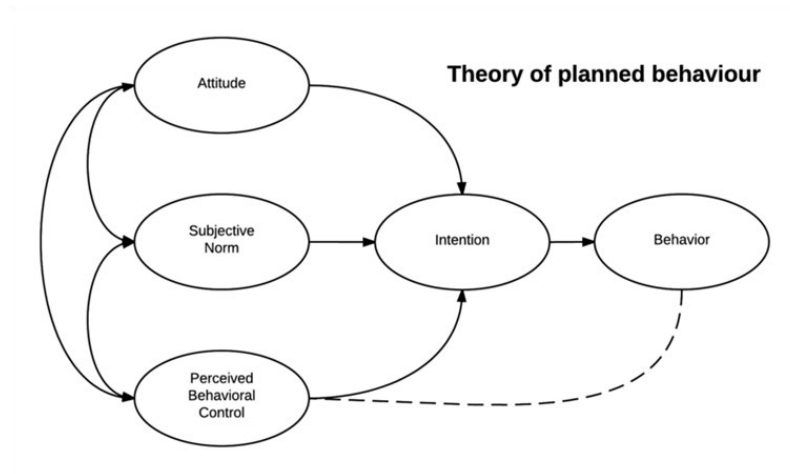 Theory of planned behaviour
Attitude
Subjective
Norm
Intention
Behavior
Perceived
Behavioral
Control